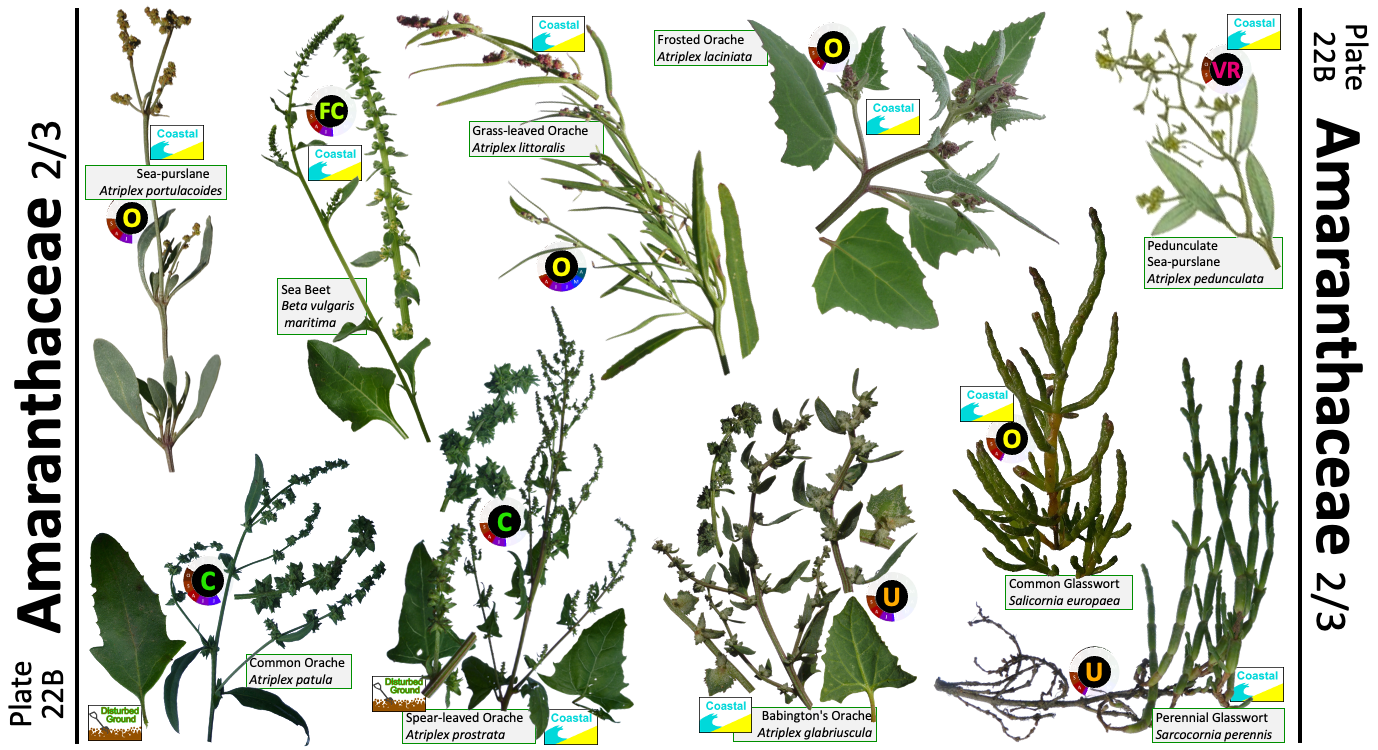 Plate
22B
Amaranthaceae 2/3
Coastal
Sea-purslane
Atriplex portulacoides
O
FC
Coastal
Sea Beet
Beta vulgaris
maritima
Coastal
Grass-leaved Orache
Atriplex littoralis
O
Frosted Orache
Atriplex laciniata
O
Coastal
Coastal
VR
Pedunculate
Sea-purslane
Atriplex pedunculata
C
Common Orache
Atriplex patula
Disturbed
Ground
C
Disturbed
Ground
Spear-leaved Orache
Atriplex prostrata
Coastal
U
Coastal
Babington's Orache
Atriplex glabriuscula
Coastal
O
Common Glasswort
Salicornia europaea
U
Coastal
Perennial Glasswort
Sarcocornia perennis
Plate
22B
Amaranthaceae 2/3